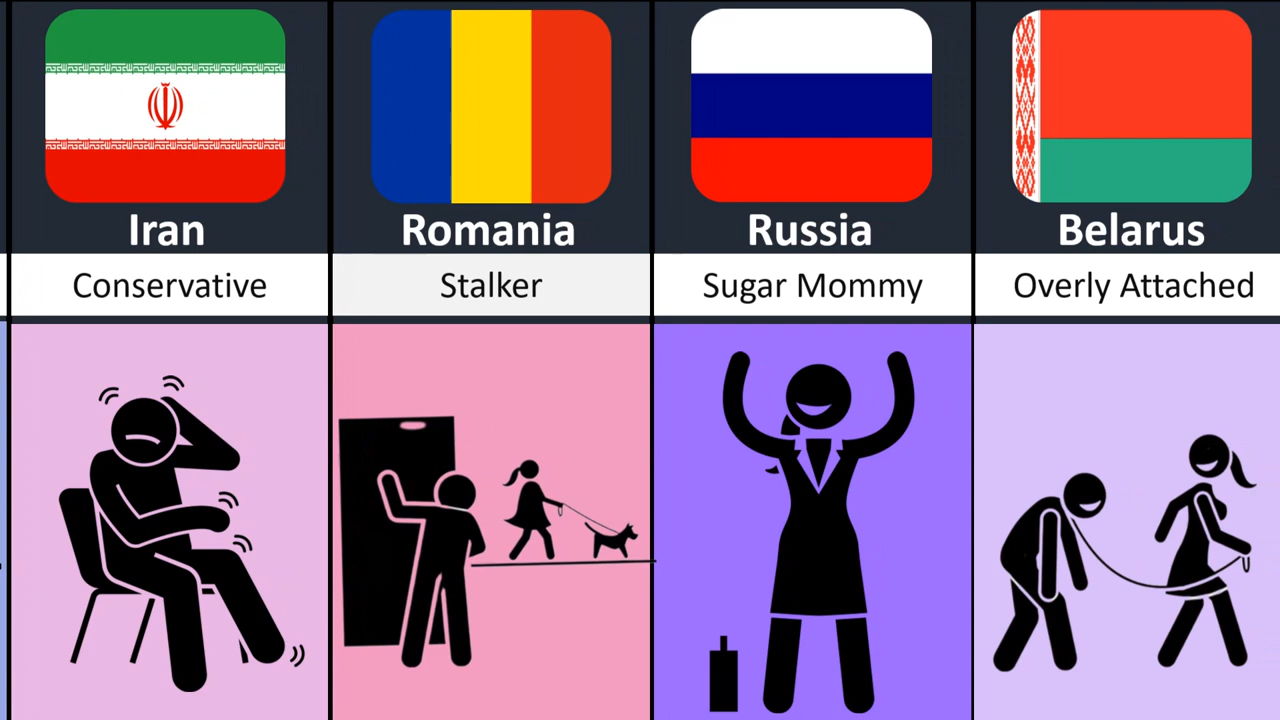 Iran
Romania
Russia
Belarus
Conservative
Stalker
Sugar Mommy
Overly Attached